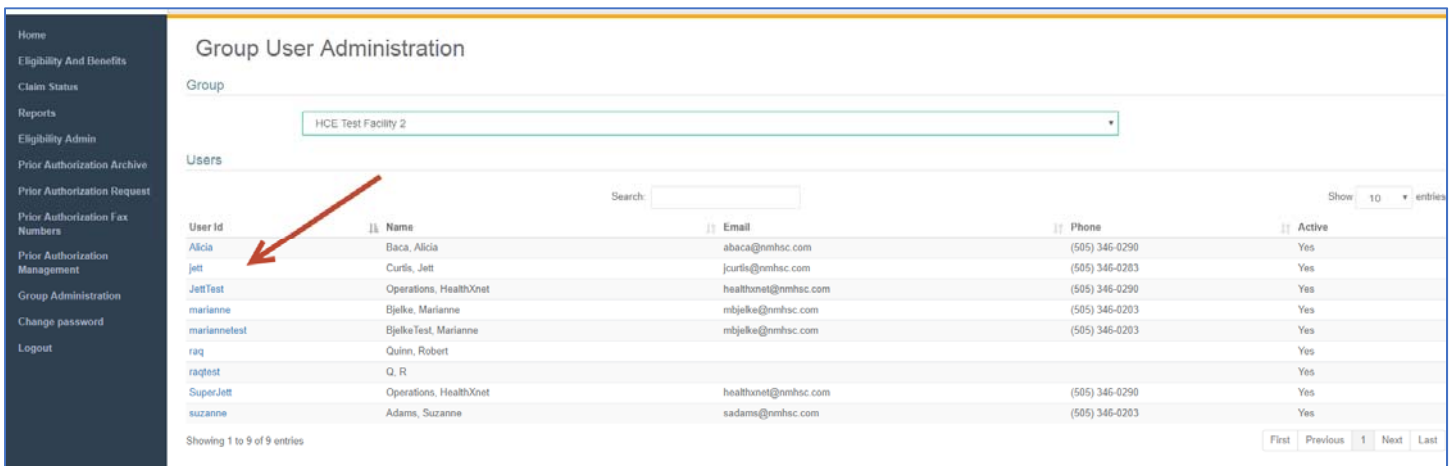 Home
Eligibility And Benefits
Claim Status
Reports
Eligibility Admin
Prior Authorization Archive
Prior Authorization Request
Prior Authorization Fax
Numbers
Prior Authorization
Management
Group Administration
Change password
Logout
Group User Administration
Group
HCE Test Facility 2
Users
Search:
Show 10 entries
User Id Name Email Phone Active
Alicia Baca, Alicia abaca@nmhsc.com (505) 346-0290 Yes
jett Curtis, Jett jcurtis@nmhsc.com (505) 346-0283 Yes
JettTest Operations, HealthXnet healthxnet@nmhsc.com (505) 346-0290 Yes
marianne Bjelke, Marianne mbjelke@nmhsc.com (505) 346-0203 Yes
mariannetest BjelkeTest, Marianne mbjelke@nmhsc.com (505) 346-0203 Yes
raq Quinn, Robert Yes
raqtest Q, R Yes
SuperJett Operations, HealthXnet healthxnet@nmhsc.com (505) 346-0290 Yes
suzanne Adams, Suzanne sadams@nmhsc.com (505) 346-0203 Yes
Showing 1 to 9 of 9 entries
First Previous 1 Next Last